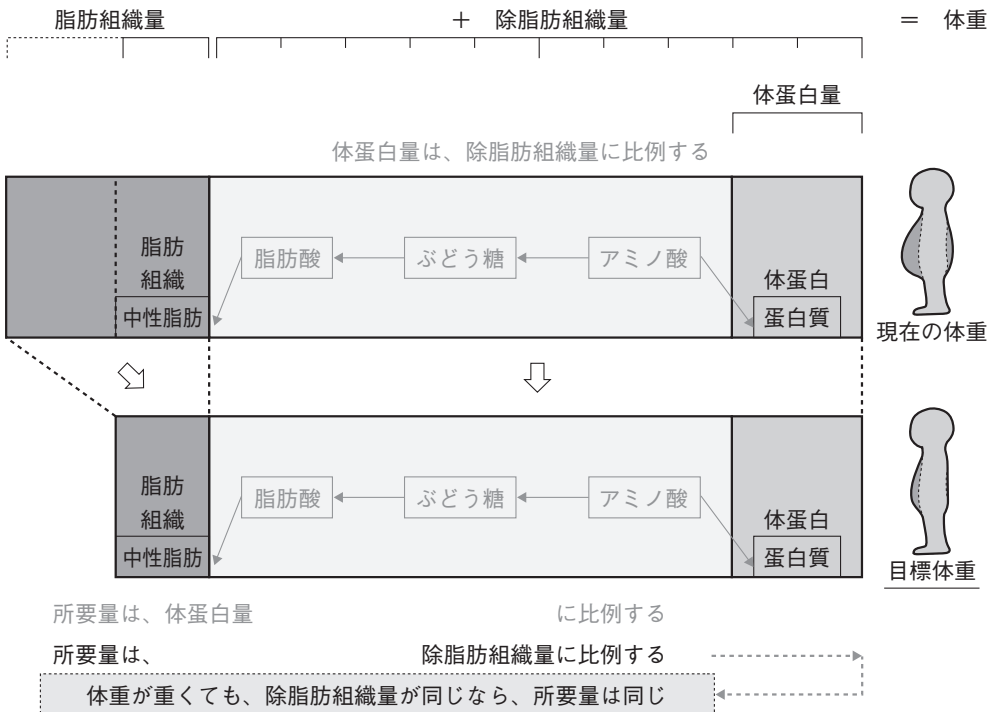 脂肪組織量 ＋ 除脂肪組織量 ＝ 体重
体蛋白量
体蛋白量は、除脂肪組織量に比例する
脂肪
組織
中性脂肪
脂肪酸
ぶどう糖
アミノ酸
体蛋白
蛋白質
現在の体重
脂肪
組織
中性脂肪
脂肪酸
ぶどう糖
アミノ酸
体蛋白
蛋白質
目標体重
所要量は、体蛋白量 に比例する
所要量は、 除脂肪組織量に比例する
体重が重くても、除脂肪組織量が同じなら、所要量は同じ